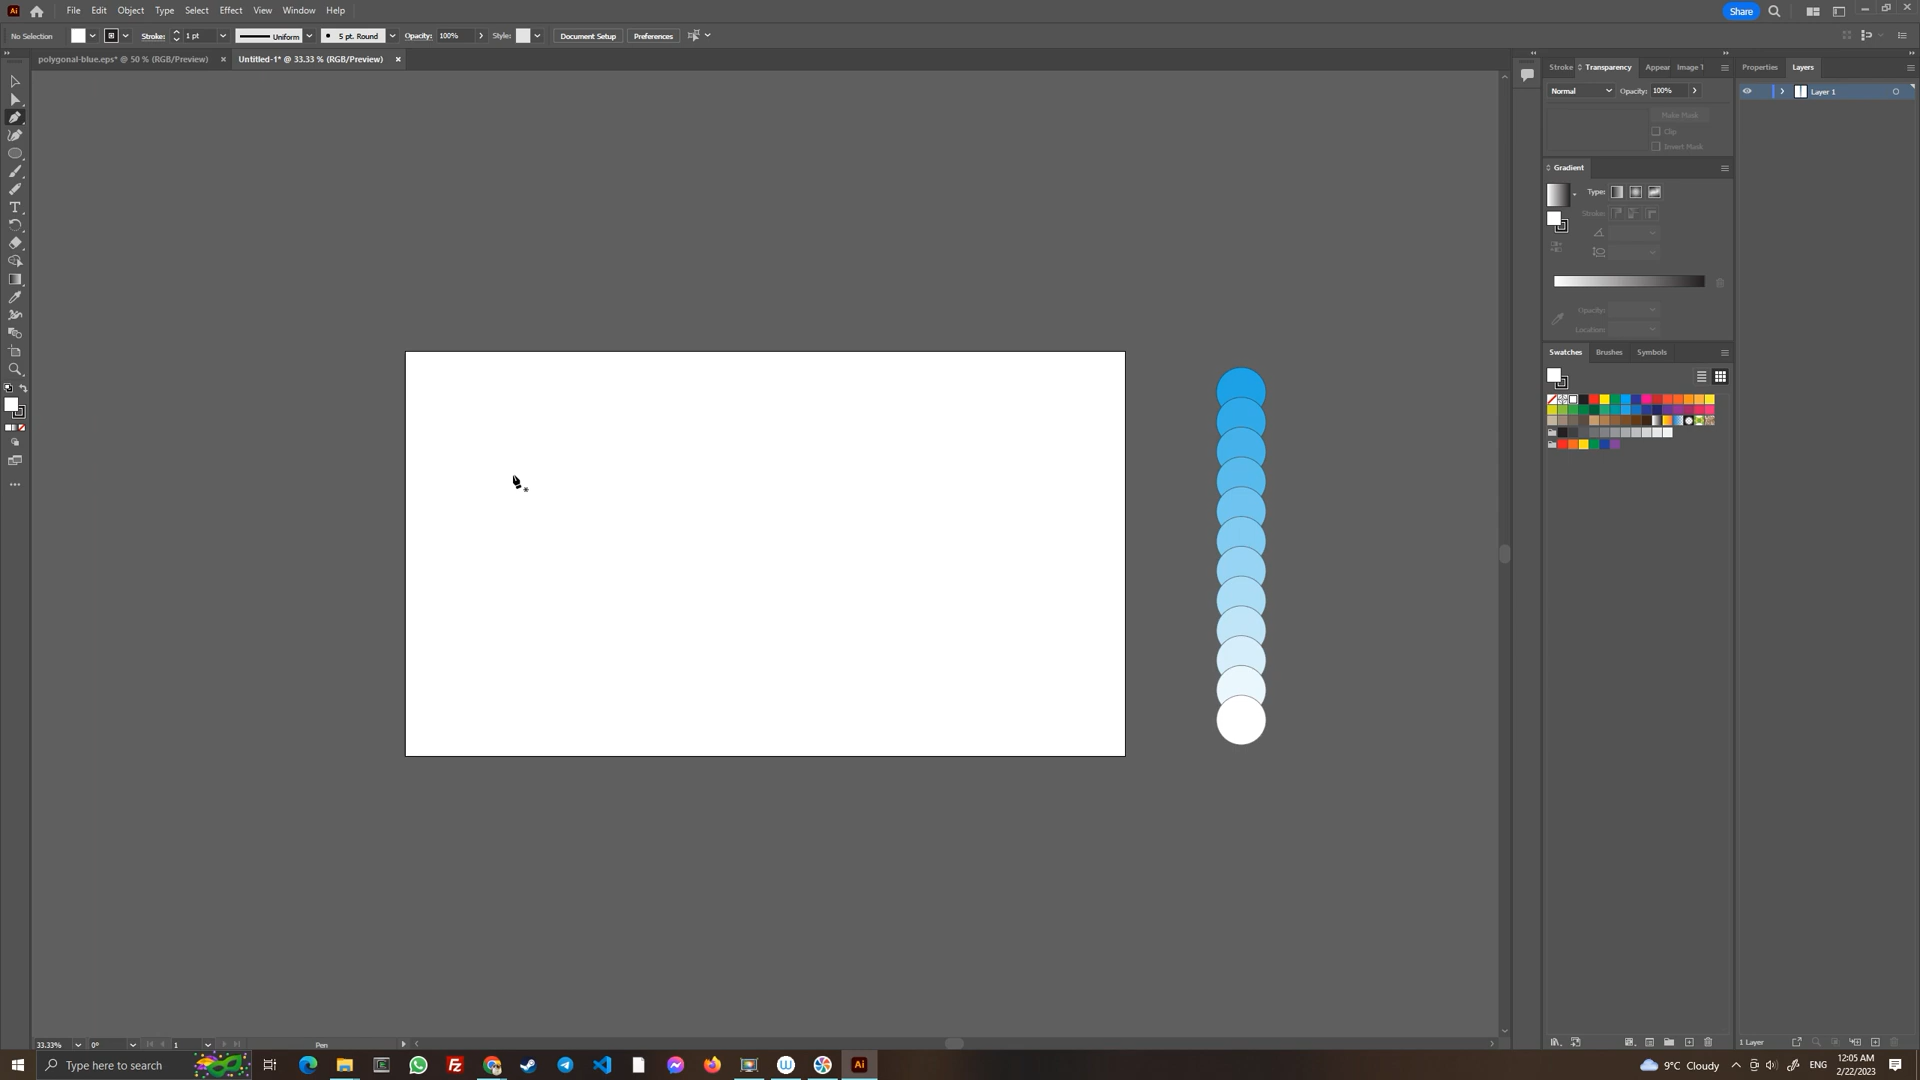 Ai File Edit Object Type Select Effect View Window Help Share
No Selection Stroke: 1 pt Uniform 5 pt. Round Opacity: 100% Style: Document Setup Preferences
polygonal-blue.eps* @ 50 % (RGB/Preview) × Untitled-1* @ 33.33 % (RGB/Preview) ×
Stroke Transparency Appear Image T Properties Layers
Normal Opacity: 100% Layer 1
Make Mask
Clip
Invert Mask
Gradient
Type:
Stroke:
Opacity:
Location:
Swatches Brushes Symbols
T
33.33% 0° 1 Pen 1 Layer
Type here to search Ai 9°C Cloudy ENG 12:05 AM
2/22/2023